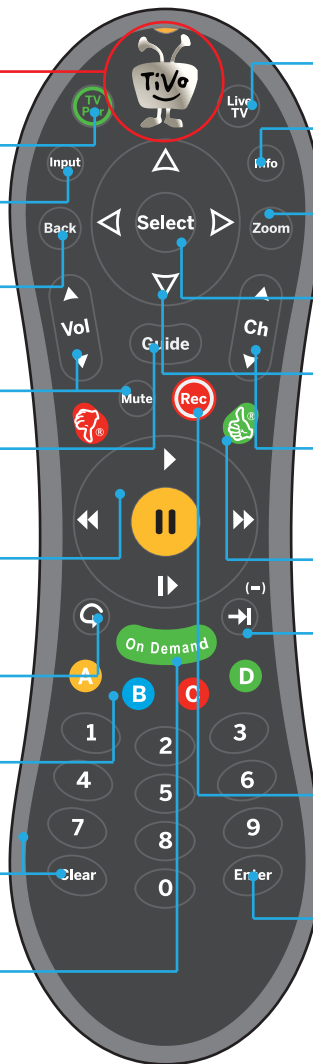 TiVo
TV
Pwr
Live
TV
Input
Info
Select
Back
Zoom
Vol
Guide
Ch
Mute
Rec
®
®
(–)
On Demand
A
B
C
D
1
2
3
4
5
6
7
8
9
Clear
0
Enter